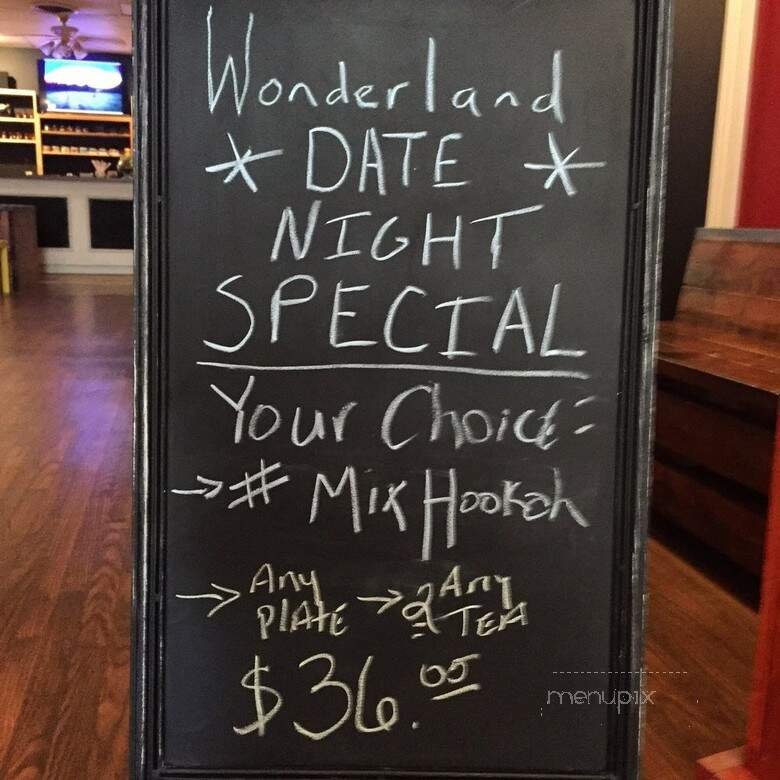 Wonderland
* DATE *
NIGHT
SPECIAL
Your Choice:
→ # Mix Hookah
→ Any → 2 Any
PLATE TEA
$36.00
menupix